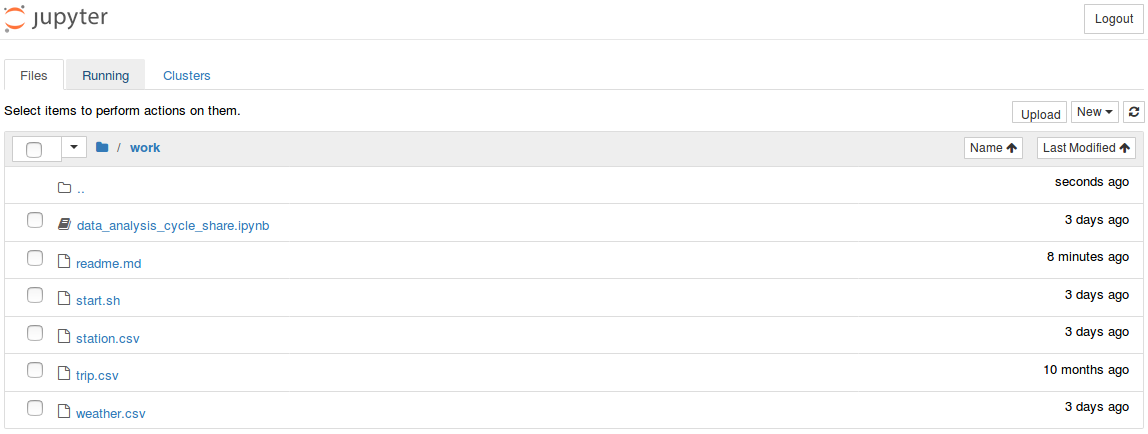 jupyter Logout
Files Running Clusters
Select items to perform actions on them. Upload New
/ work Name Last Modified
.. seconds ago
data_analysis_cycle_share.ipynb 3 days ago
readme.md 8 minutes ago
start.sh 3 days ago
station.csv 3 days ago
trip.csv 10 months ago
weather.csv 3 days ago